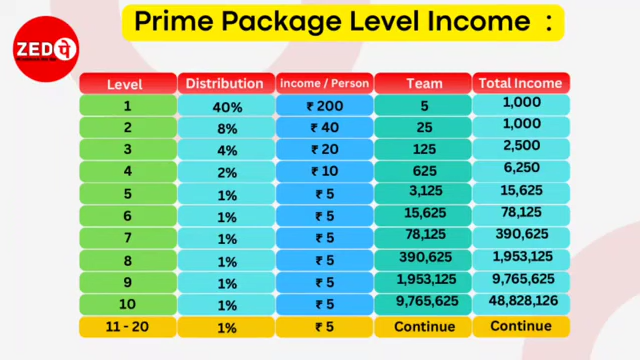 Prime Package Level Income :
ZEDपे
Level Distribution Income / Person Team Total Income
1 40% ₹ 200 5 1,000
2 8% ₹ 40 25 1,000
3 4% ₹ 20 125 2,500
4 2% ₹ 10 625 6,250
5 1% ₹ 5 3,125 15,625
6 1% ₹ 5 15,625 78,125
7 1% ₹ 5 78,125 390,625
8 1% ₹ 5 390,625 1,953,125
9 1% ₹ 5 1,953,125 9,765,625
10 1% ₹ 5 9,765,625 48,828,126
11 - 20 1% ₹ 5 Continue Continue